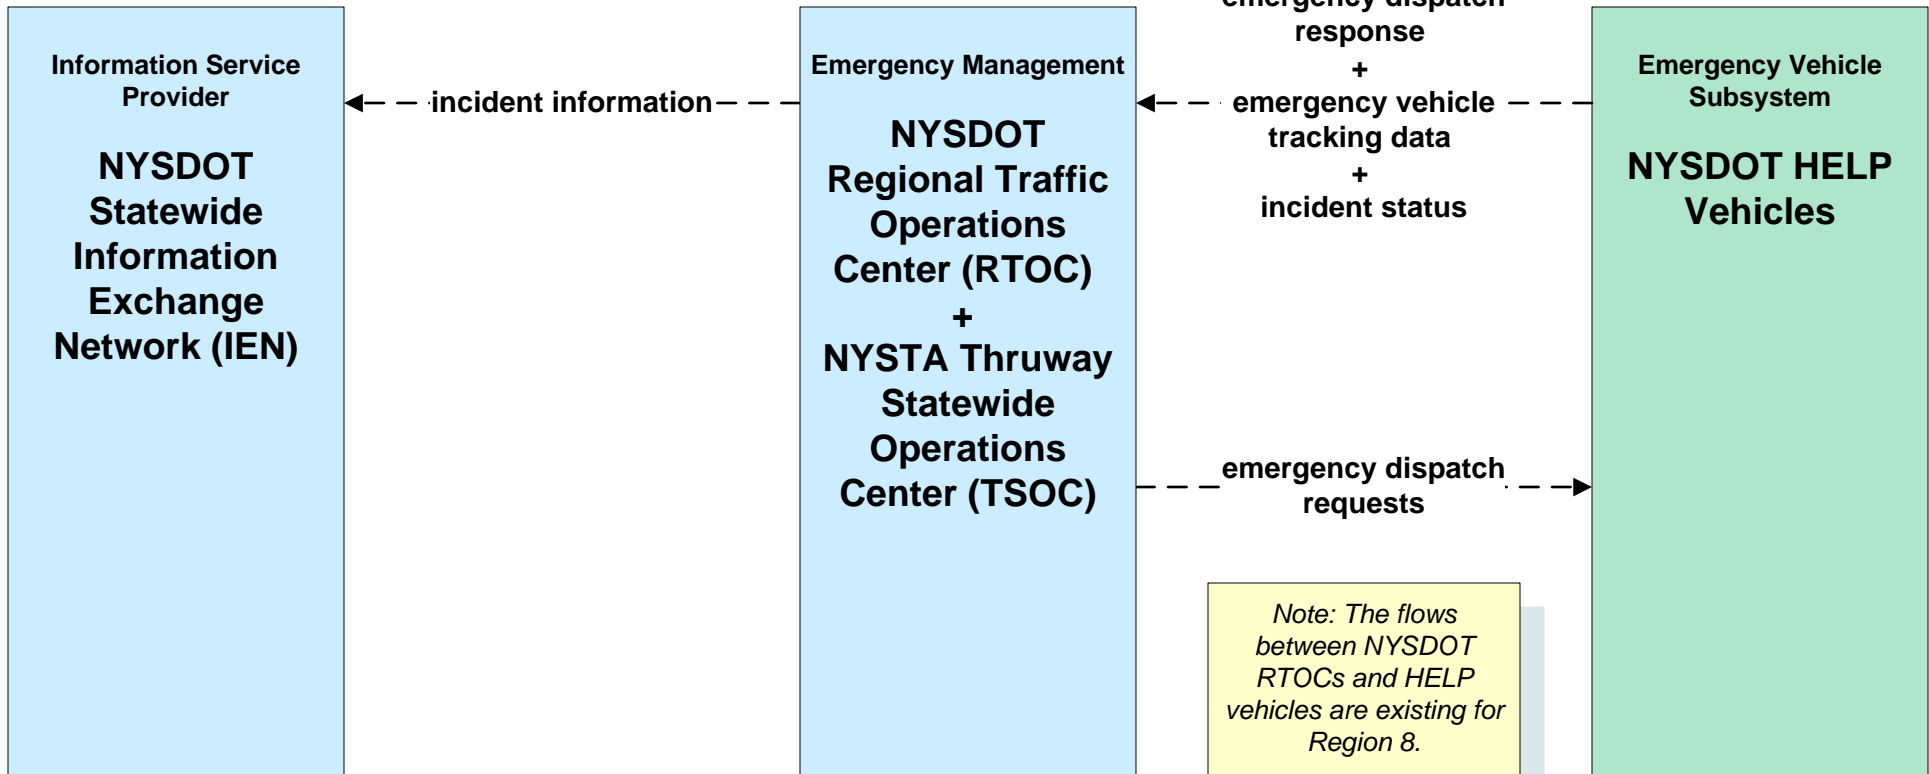 Information Service
Provider
NYSDOT
Statewide
Information
Exchange
Network (IEN)
incident information
Emergency Management
NYSDOT
Regional Traffic
Operations
Center (RTOC)
+
NYSTA Thruway
Statewide
Operations
Center (TSOC)
emergency dispatch
response
+
emergency vehicle
tracking data
+
incident status
emergency dispatch
requests
Emergency Vehicle
Subsystem
NYSDOT HELP
Vehicles
Note: The flows
between NYSDOT
RTOCs and HELP
vehicles are existing for
Region 8.